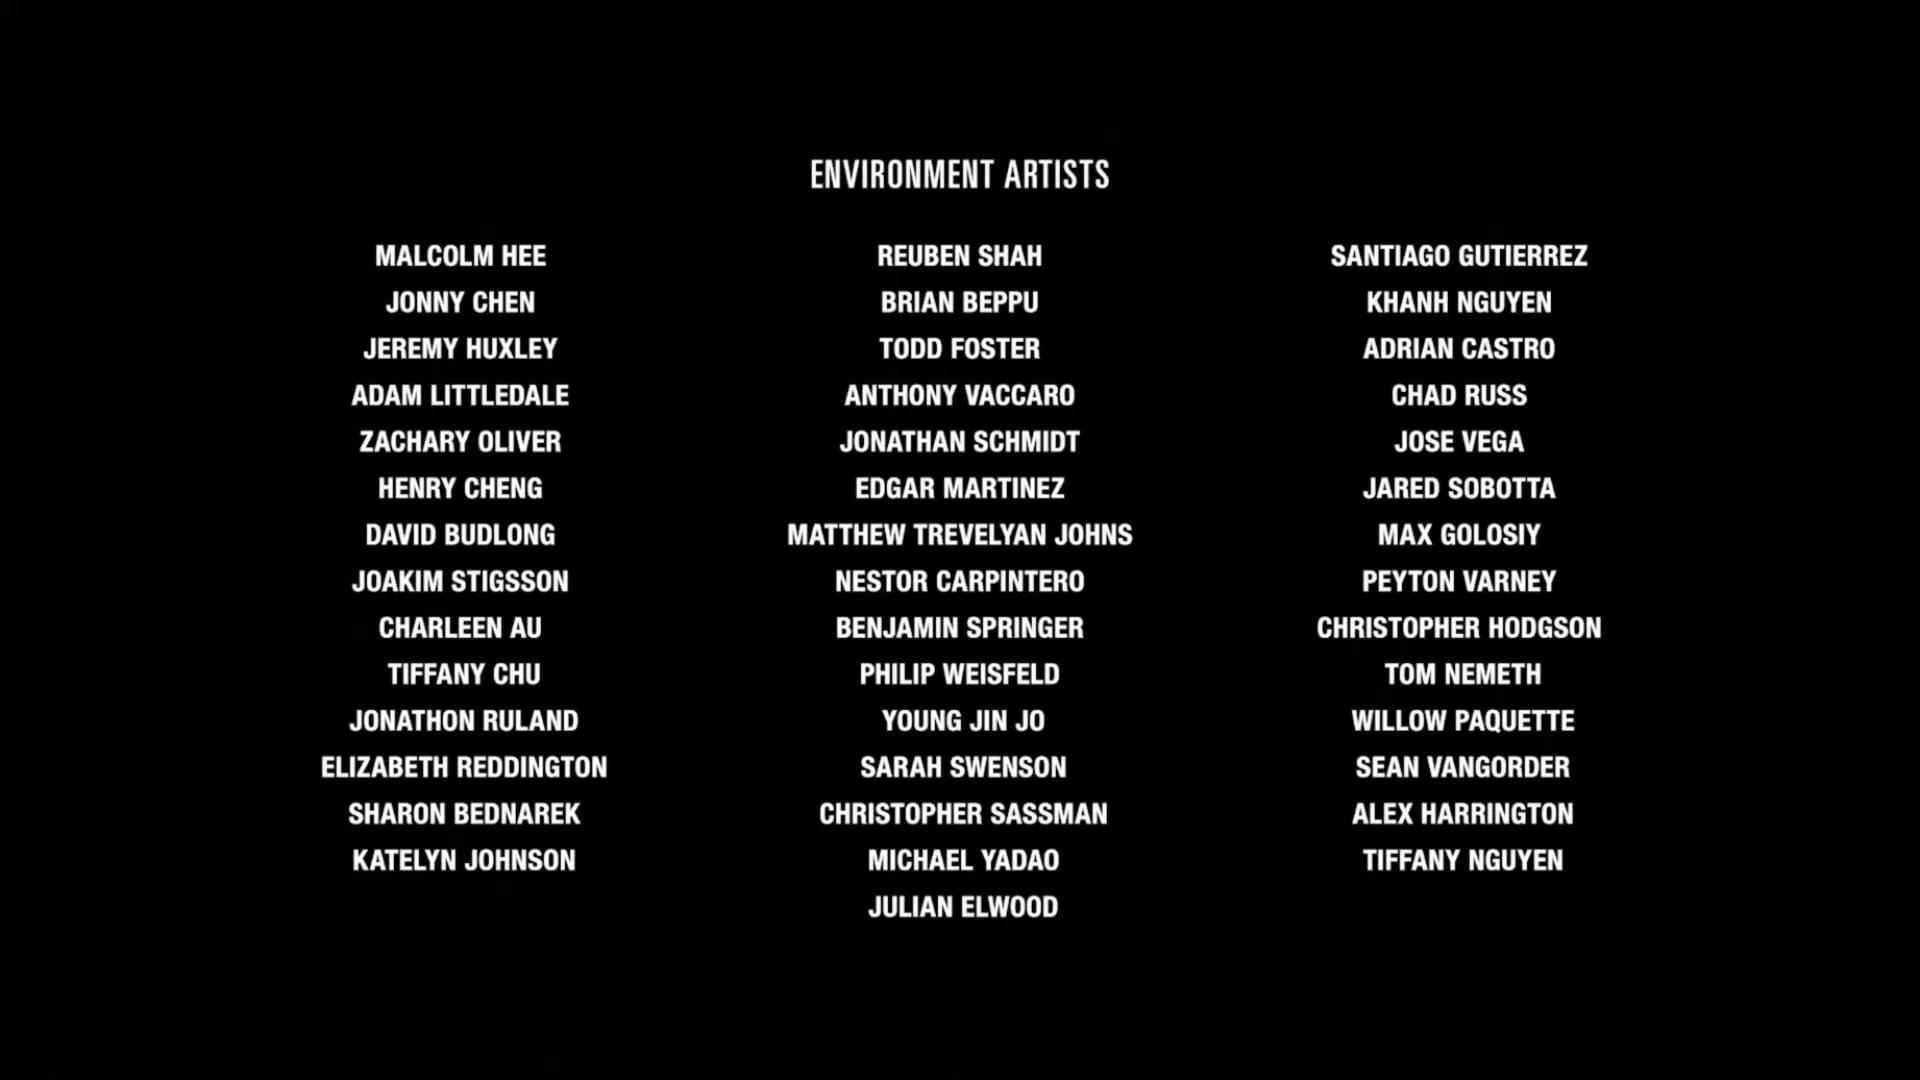 ENVIRONMENT ARTISTS
MALCOLM HEE
JONNY CHEN
JEREMY HUXLEY
ADAM LITTLEDALE
ZACHARY OLIVER
HENRY CHENG
DAVID BUDLONG
JOAKIM STIGSSON
CHARLEEN AU
TIFFANY CHU
JONATHON RULAND
ELIZABETH REDDINGTON
SHARON BEDNAREK
KATELYN JOHNSON
REUBEN SHAH
BRIAN BEPPU
TODD FOSTER
ANTHONY VACCARO
JONATHAN SCHMIDT
EDGAR MARTINEZ
MATTHEW TREVELYAN JOHNS
NESTOR CARPINTERO
BENJAMIN SPRINGER
PHILIP WEISFELD
YOUNG JIN JO
SARAH SWENSON
CHRISTOPHER SASSMAN
MICHAEL YADAO
JULIAN ELWOOD
SANTIAGO GUTIERREZ
KHANH NGUYEN
ADRIAN CASTRO
CHAD RUSS
JOSE VEGA
JARED SOBOTTA
MAX GOLOSIY
PEYTON VARNEY
CHRISTOPHER HODGSON
TOM NEMETH
WILLOW PAQUETTE
SEAN VANGORDER
ALEX HARRINGTON
TIFFANY NGUYEN